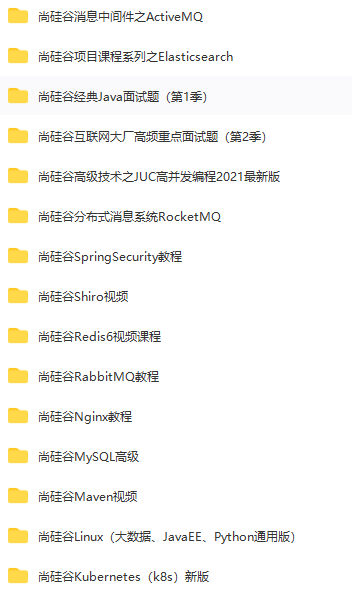 尚硅谷消息中间件之ActiveMQ
尚硅谷项目课程系列之Elasticsearch
尚硅谷经典Java面试题（第1季）
尚硅谷互联网大厂高频重点面试题（第2季）
尚硅谷高级技术之JUC高并发编程2021最新版
尚硅谷分布式消息系统RocketMQ
尚硅谷SpringSecurity教程
尚硅谷Shiro视频
尚硅谷Redis6视频课程
尚硅谷RabbitMQ教程
尚硅谷Nginx教程
尚硅谷MySQL高级
尚硅谷Maven视频
尚硅谷Linux（大数据、JavaEE、Python通用版）
尚硅谷Kubernetes（k8s）新版